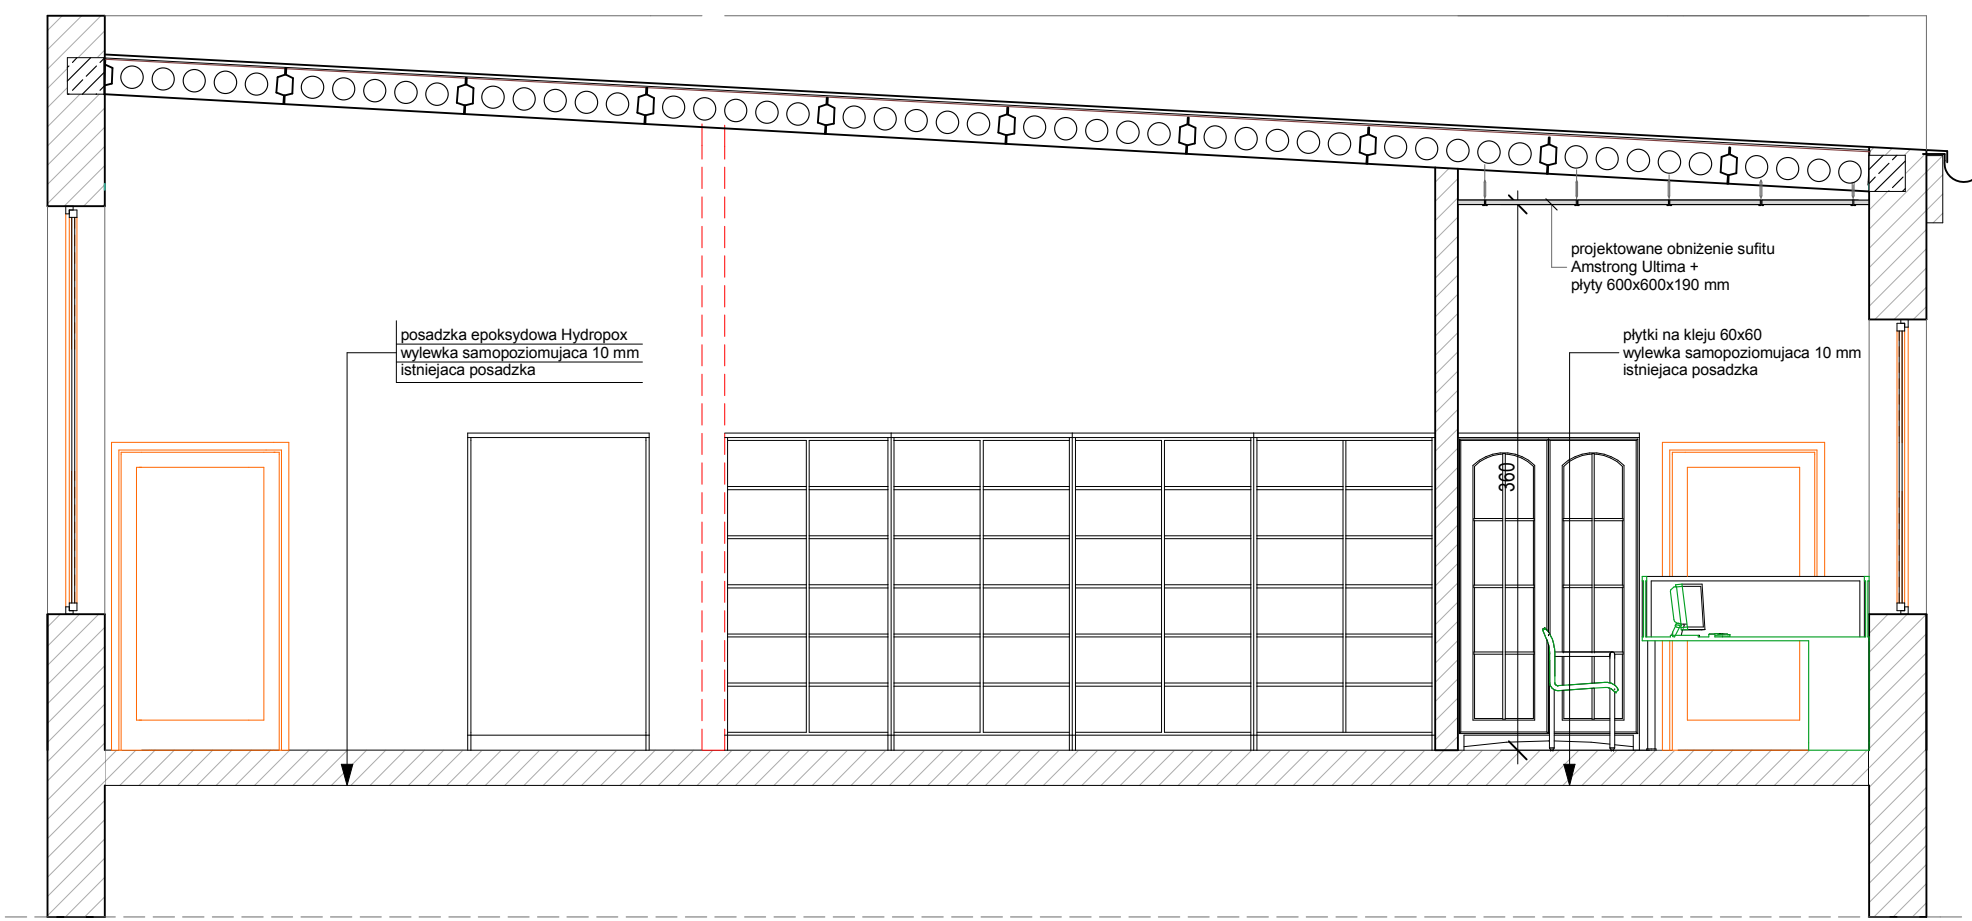 projektowane obniżenie sufitu
Amstrong Ultima +
płyty 600x600x190 mm
posadzka epoksydowa Hydropox
wylewka samopoziomujaca 10 mm
istniejaca posadzka
płytki na kleju 60x60
wylewka samopoziomujaca 10 mm
istniejaca posadzka
360